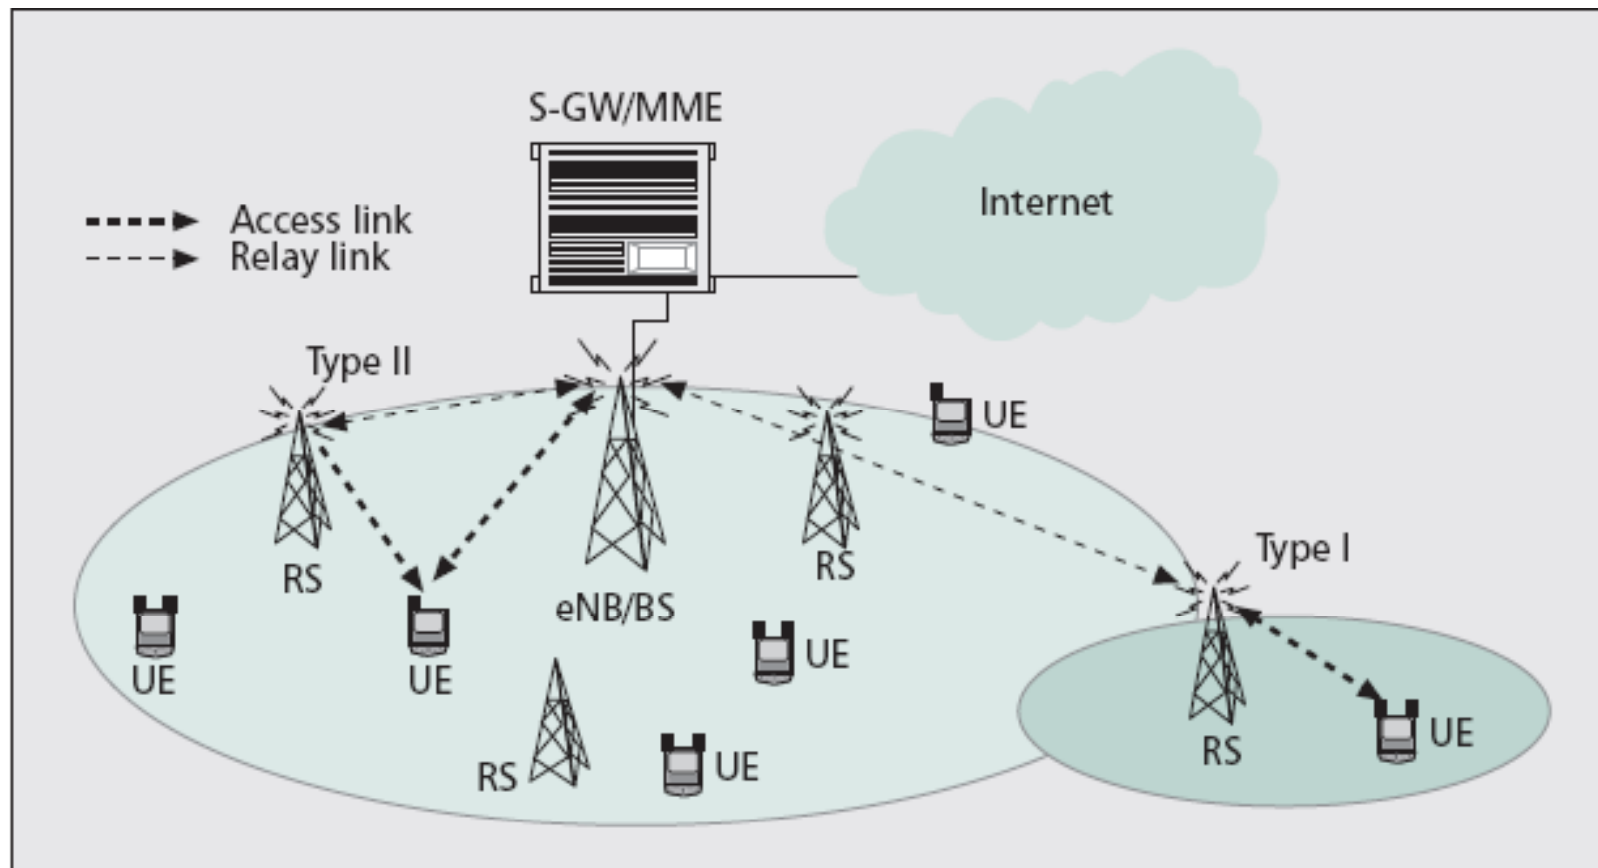 S-GW/MME
Internet
Access link
Relay link
Type II
UE
RS
RS
Type I
eNB/BS
UE
UE
UE
RS
UE
RS
UE